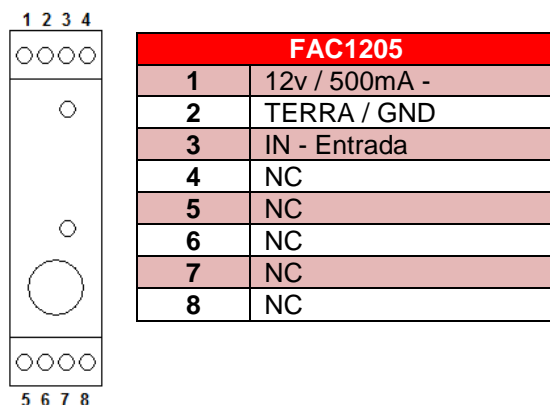 1 2 3 4
5 6 7 8
FAC1205
1 12v / 500mA -
2 TERRA / GND
3 IN - Entrada
4 NC
5 NC
6 NC
7 NC
8 NC